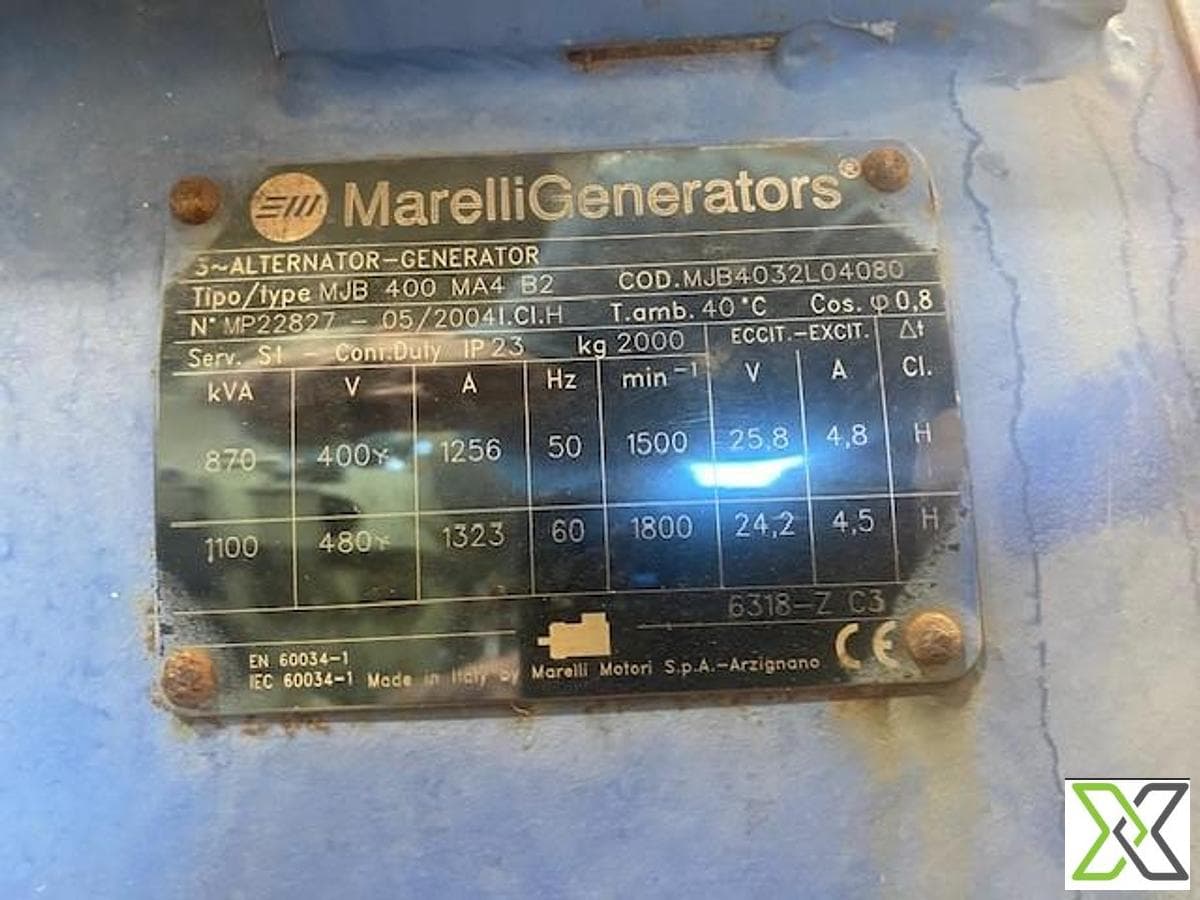 MarelliGenerators®
3~ALTERNATOR-GENERATOR
Tipo/type MJB 400 MA4 B2 COD.MJB4032L04080
N° MP22827 - 05/2004 I.Cl.H T.amb. 40 °C Cos. φ 0,8
Serv. S1 - Cont.Duty IP 23 kg 2000 ECCIT.-EXCIT. Δt
kVA V A Hz min⁻¹ V A Cl.
870 400Y 1256 50 1500 25,8 4,8 H
1100 480Y 1323 60 1800 24,2 4,5 H
6318-Z C3
EN 60034-1
IEC 60034-1 Made in Italy by Marelli Motori S.p.A.-Arzignano CE